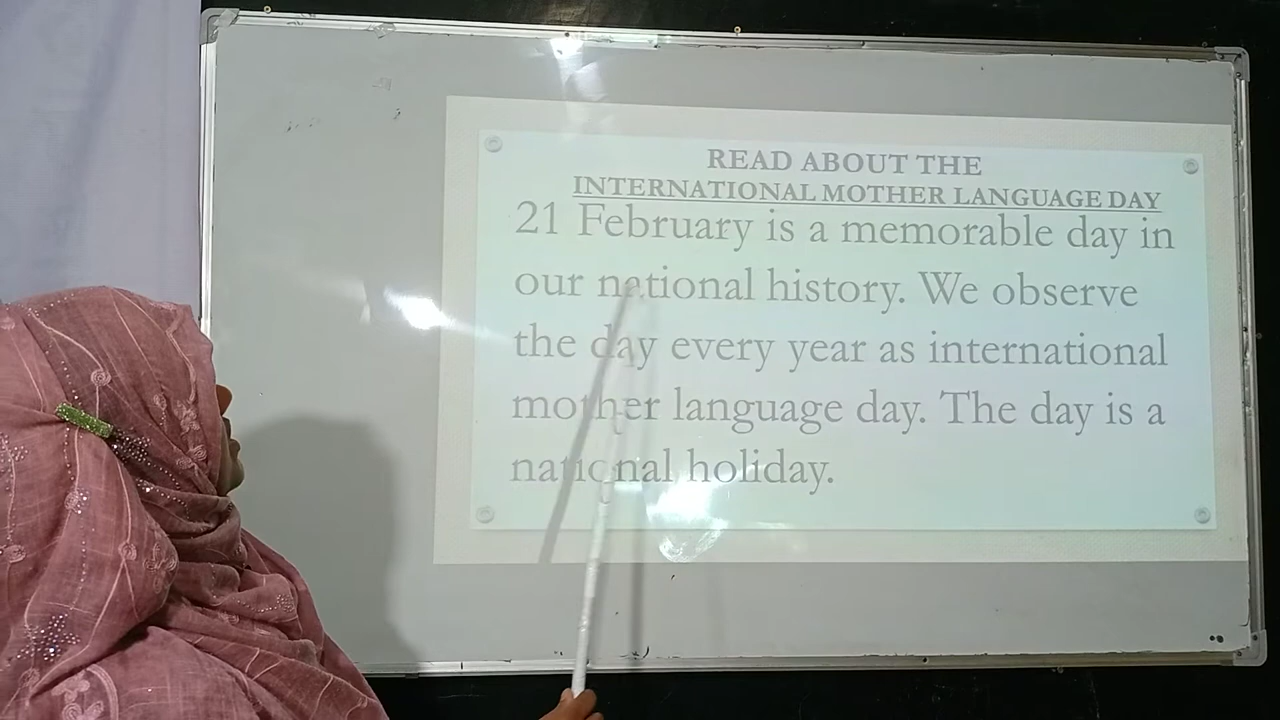 READ ABOUT THE
INTERNATIONAL MOTHER LANGUAGE DAY
21 February is a memorable day in
our national history. We observe
the day every year as international
mother language day. The day is a
national holiday.